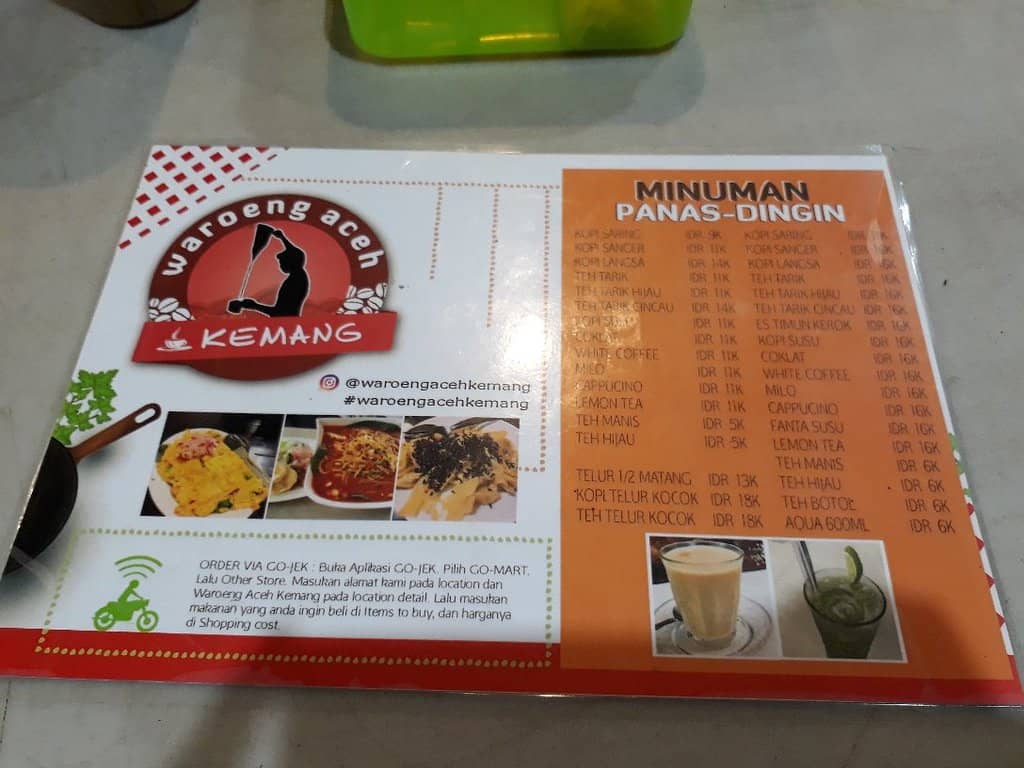 waroeng aceh
KEMANG
@waroengacehkemang
#waroengacehkemang
ORDER VIA GO-JEK : Buka Aplikasi GO-JEK. Pilih GO-MART.
Lalu Other Store. Masukan alamat kami pada location dan
Waroeng Aceh Kemang pada location detail. Lalu masukan
makanan yang anda ingin beli di Items to buy, dan harganya
di Shopping cost.
MINUMAN
PANAS-DINGIN
KOPI SARING IDR 9K
KOPI SANGER IDR 11K
KOPI LANGSA IDR 14K
TEH TARIK IDR 11K
TEH TARIK HIJAU IDR 11K
TEH TARIK CINCAU IDR 14K
KOPI SUSU IDR 11K
COKLAT IDR 11K
WHITE COFFEE IDR 11K
MILO IDR 11K
CAPPUCINO IDR 11K
LEMON TEA IDR 11K
TEH MANIS IDR 5K
TEH HIJAU IDR 5K
TELUR 1/2 MATANG IDR 13K
KOPI TELUR KOCOK IDR 18K
TEH TELUR KOCOK IDR 18K
KOPI SARING IDR
KOPI SANGER IDR 16K
KOPI LANGSA IDR 16K
TEH TARIK IDR 16K
TEH TARIK HIJAU IDR 16K
TEH TARIK CINCAU IDR 16K
ES TIMUN KEROK IDR 16K
KOPI SUSU IDR 16K
COKLAT IDR 16K
WHITE COFFEE IDR 16K
MILO IDR 16K
CAPPUCINO IDR 16K
FANTA SUSU IDR 16K
LEMON TEA IDR 16K
TEH MANIS IDR 6K
TEH HIJAU IDR 6K
TEH BOTOL IDR 6K
AQUA 600ML IDR 6K